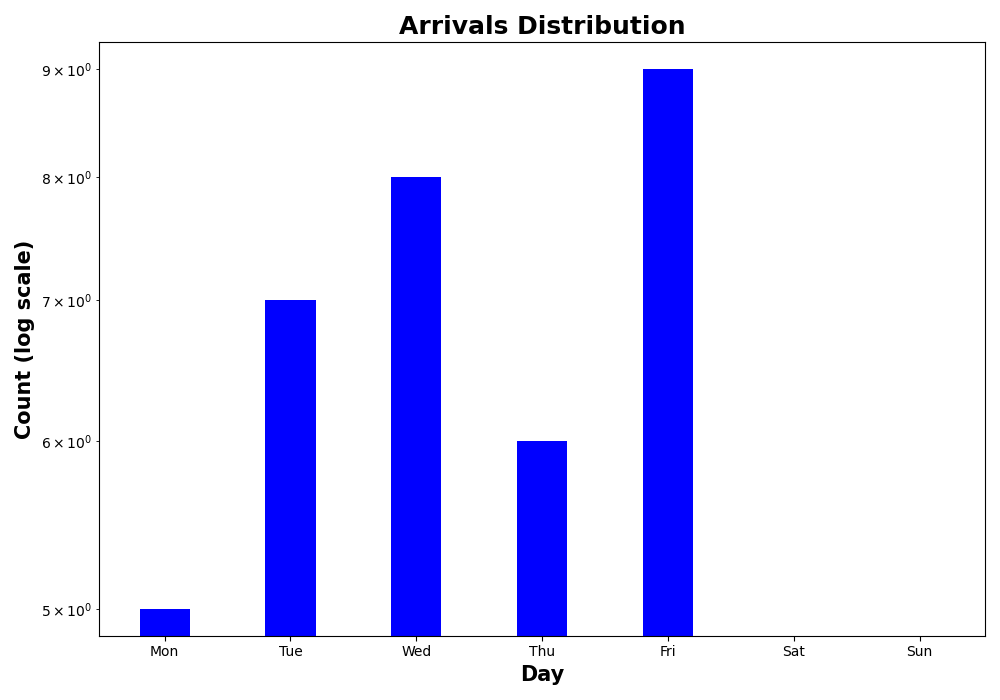 Arrivals Distribution
Count (log scale)
9 × 10⁰
8 × 10⁰
7 × 10⁰
6 × 10⁰
5 × 10⁰
Mon Tue Wed Thu Fri Sat Sun
Day